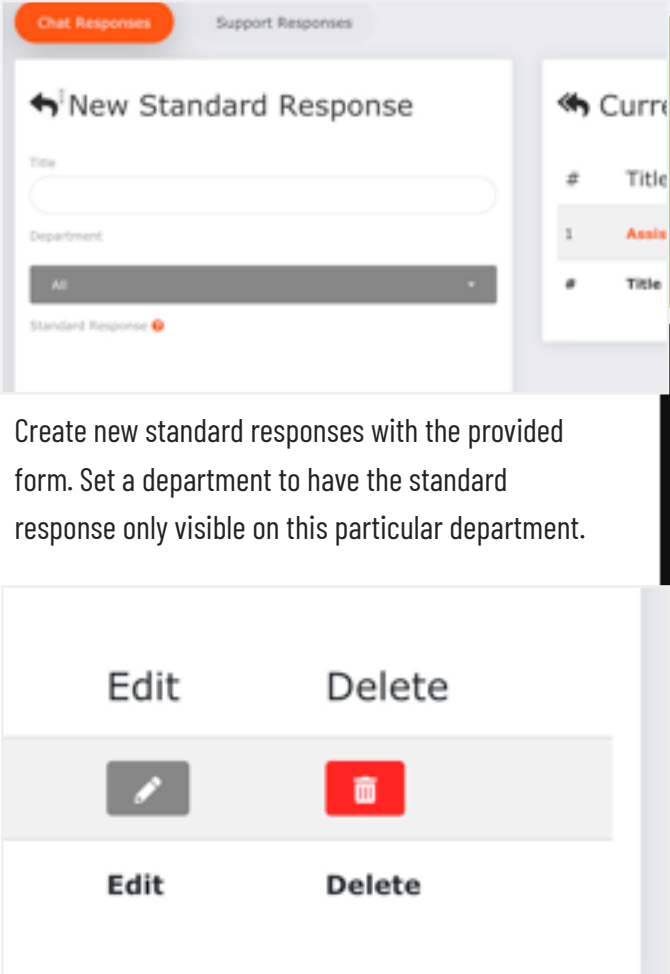 Chat Responses Support Responses
New Standard Response
Title
Department
All
Standard Response ?
Curre
# Title
1 Assis
# Title
Create new standard responses with the provided
form. Set a department to have the standard
response only visible on this particular department.
Edit Delete
Edit Delete